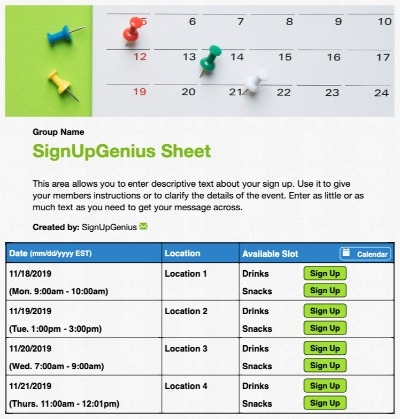 5 6 7 8 9 10
12 13 14 15 16 17
19 20 21 22 23 24
Group Name
SignUpGenius Sheet
This area allows you to enter descriptive text about your sign up. Use it to give
your members instructions or to clarify the details of the event. Enter as little or as
much text as you need to get your message across.
Created by: SignUpGenius
Date (mm/dd/yyyy EST) Location Available Slot Calendar
11/18/2019 Location 1 Drinks Sign Up
(Mon. 9:00am - 10:00am) Snacks Sign Up
11/19/2019 Location 2 Drinks Sign Up
(Tue. 1:00pm - 3:00pm) Snacks Sign Up
11/20/2019 Location 3 Drinks Sign Up
(Wed. 7:00am - 9:00am) Snacks Sign Up
11/21/2019 Location 4 Drinks Sign Up
(Thurs. 11:00am - 12:01pm) Snacks Sign Up